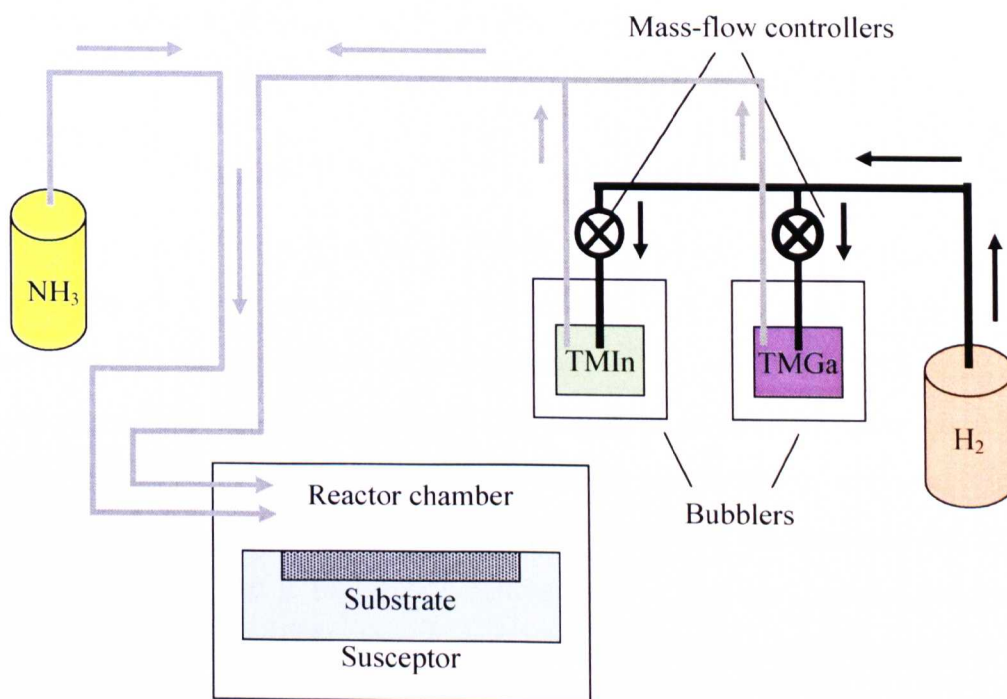 Mass-flow controllers
NH₃
TMIn
TMGa
H₂
Bubblers
Reactor chamber
Substrate
Susceptor